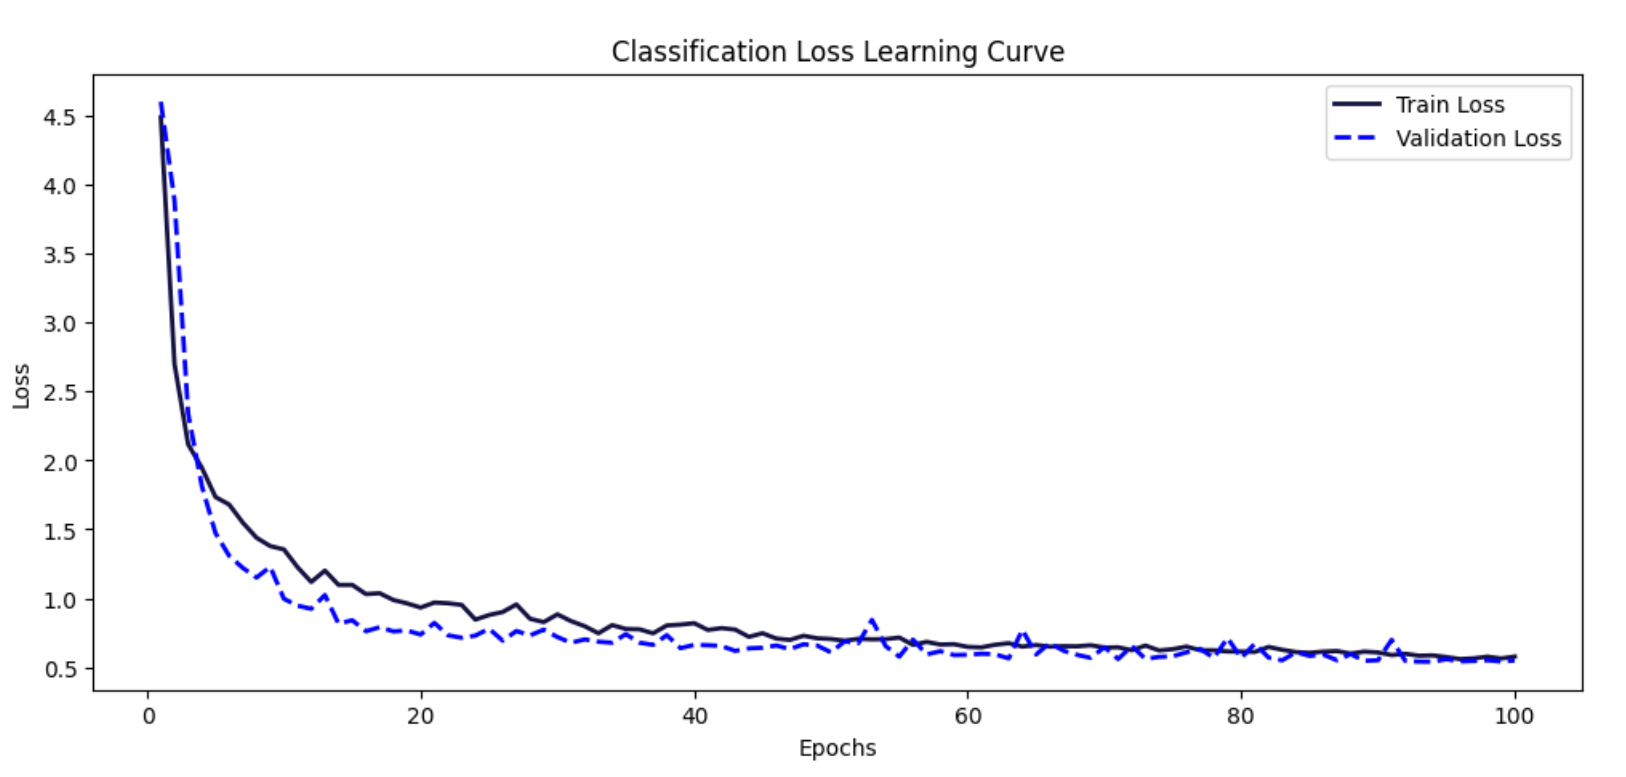 Classification Loss Learning Curve
Train Loss
Validation Loss
4.5
4.0
3.5
3.0
2.5
2.0
1.5
1.0
0.5
Loss
0 20 40 60 80 100
Epochs